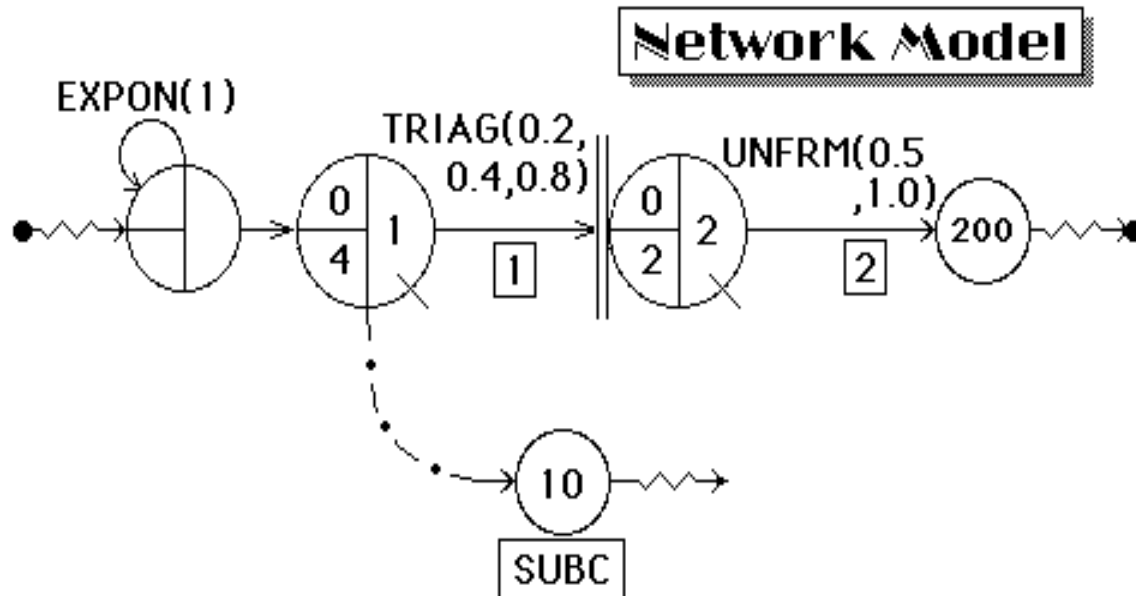 Network Model
EXPON(1)
TRIAG(0.2,
0.4,0.8)
UNFRM(0.5
,1.0)
0
4
1
1
0
2
2
2
200
10
SUBC